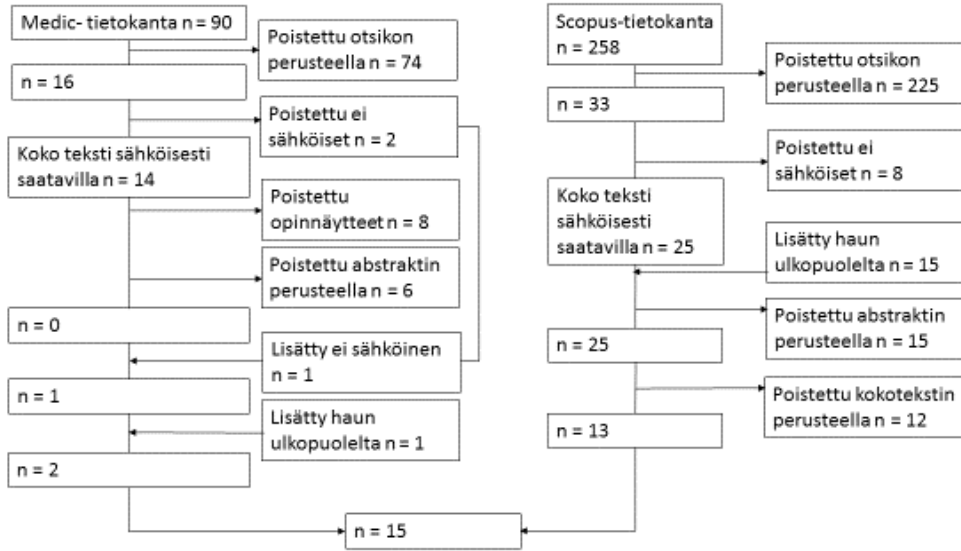 Medic- tietokanta n = 90
Poistettu otsikon
perusteella n = 74
n = 16
Poistettu ei
sähköiset n = 2
Koko teksti sähköisesti
saatavilla n = 14
Poistettu
opinnäytteet n = 8
Poistettu abstraktin
perusteella n = 6
n = 0
Lisätty ei sähköinen
n = 1
n = 1
Lisätty haun
ulkopuolelta n = 1
n = 2
Scopus-tietokanta
n = 258
Poistettu otsikon
perusteella n = 225
n = 33
Poistettu ei
sähköiset n = 8
Koko teksti
sähköisesti
saatavilla n = 25
Lisätty haun
ulkopuolelta n = 15
Poistettu abstraktin
perusteella n = 15
n = 25
Poistettu kokotekstin
perusteella n = 12
n = 13
n = 15